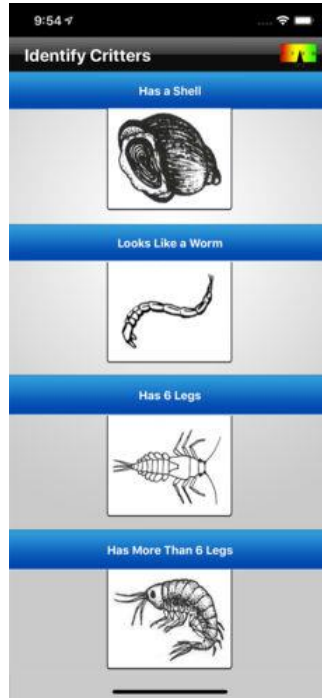 9:54
Identify Critters
Has a Shell
Looks Like a Worm
Has 6 Legs
Has More Than 6 Legs